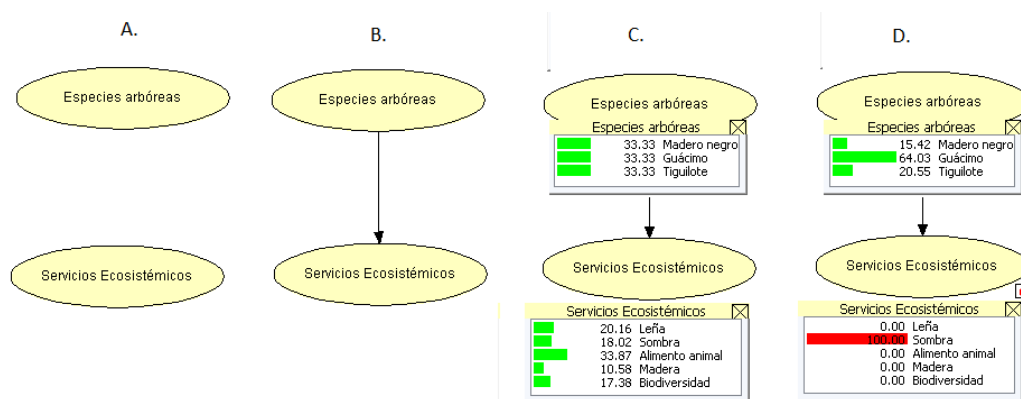 A.
B.
C.
D.
Especies arbóreas
Especies arbóreas
Especies arbóreas
Especies arbóreas
Especies arbóreas
33.33 Madero negro
33.33 Guácimo
33.33 Tiguilote
Especies arbóreas
15.42 Madero negro
64.03 Guácimo
20.55 Tiguilote
Servicios Ecosistémicos
Servicios Ecosistémicos
Servicios Ecosistémicos
Servicios Ecosistémicos
Servicios Ecosistémicos
20.16 Leña
18.02 Sombra
33.87 Alimento animal
10.58 Madera
17.38 Biodiversidad
Servicios Ecosistémicos
0.00 Leña
100.00 Sombra
0.00 Alimento animal
0.00 Madera
0.00 Biodiversidad